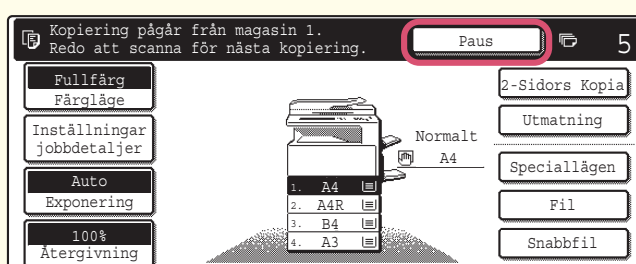 Kopiering pågår från magasin 1.
Redo att scanna för nästa kopiering.
Paus
5
Fullfärg
Färgläge
Inställningar
jobbdetaljer
Auto
Exponering
100%
Återgivning
Normalt
A4
1. A4
2. A4R
3. B4
4. A3
2-Sidors Kopia
Utmatning
Speciallägen
Fil
Snabbfil